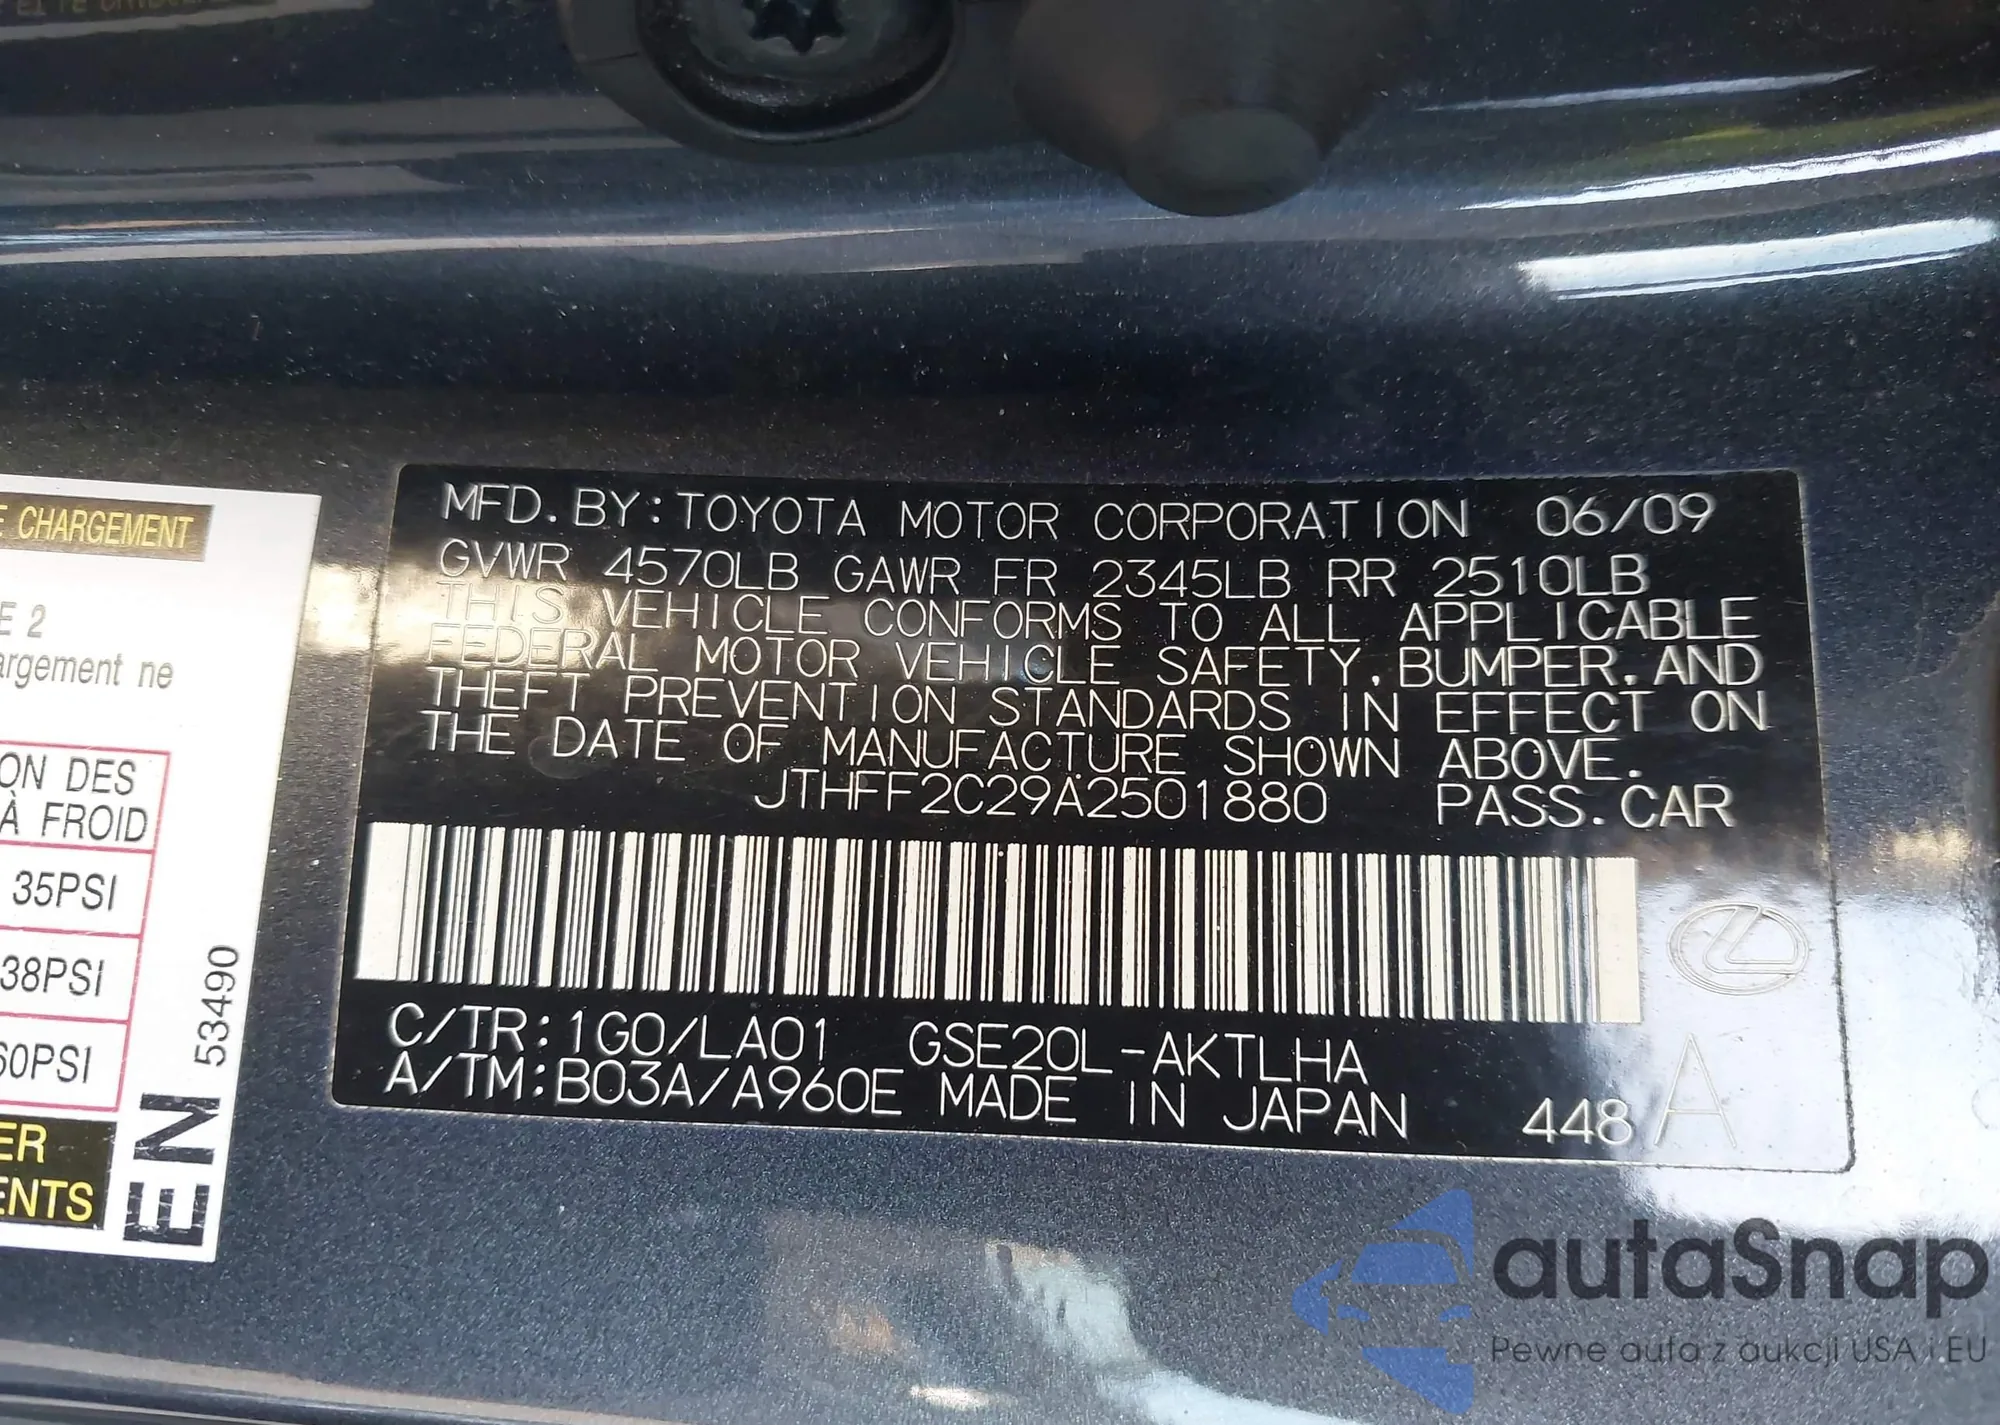 E CHARGEMENT
E 2
argement ne
ON DES
À FROID
35PSI
38PSI
60PSI
ER
ENTS
EN 53490
MFD. BY: TOYOTA MOTOR CORPORATION 06/09
GVWR 4570LB GAWR FR 2345LB RR 2510LB
THIS VEHICLE CONFORMS TO ALL APPLICABLE
FEDERAL MOTOR VEHICLE SAFETY, BUMPER, AND
THEFT PREVENTION STANDARDS IN EFFECT ON
THE DATE OF MANUFACTURE SHOWN ABOVE.
JTHFF2C29A2501880 PASS. CAR
C/TR: 1G0/LA01 GSE20L-AKTLHA
A/TM: B03A/A960E MADE IN JAPAN 448 A
autaSnap
Pewne auta z aukcji USA i EU